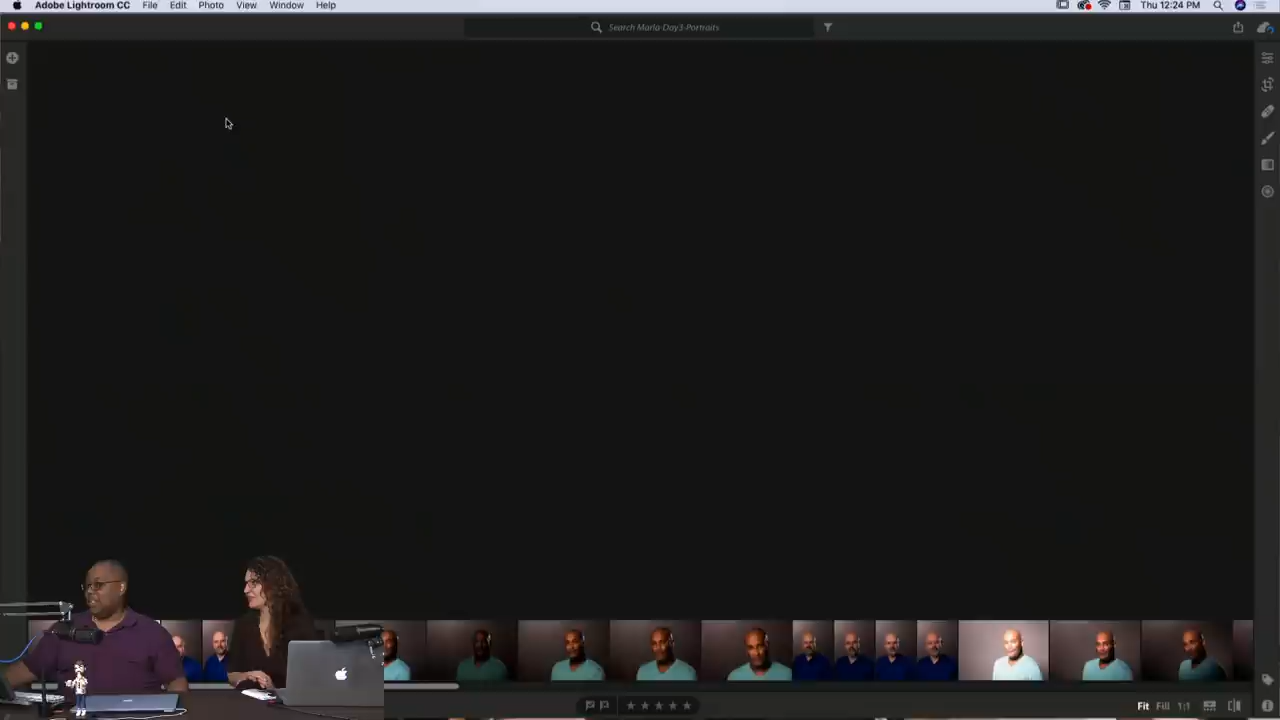 Adobe Lightroom CC File Edit Photo View Window Help Thu 12:24 PM
Search Marla-Day3-Portraits
Fit Fill 1:1